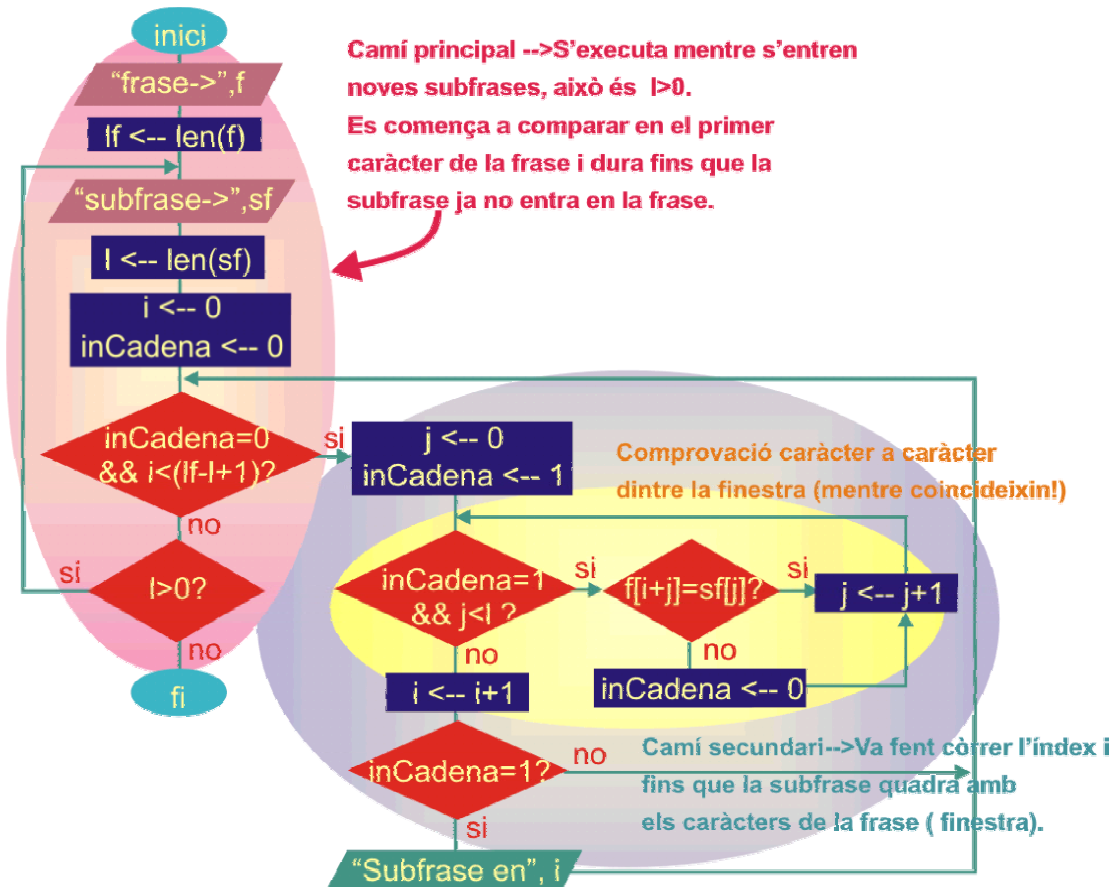 inici
"frase->",f
lf <-- len(f)
"subfrase->",sf
l <-- len(sf)
i <-- 0
inCadena <-- 0
inCadena=0
&& i<(lf-l+1)?
si
no
l>0?
si
no
fi
Camí principal -->S'executa mentre s'entren
noves subfrases, això és l>0.
Es comença a comparar en el primer
caràcter de la frase i dura fins que la
subfrase ja no entra en la frase.
j <-- 0
inCadena <-- 1
Comprovació caràcter a caràcter
dintre la finestra (mentre coincideixin!)
inCadena=1
&& j<l ?
si
f[i+j]=sf[j]?
si
j <-- j+1
no
inCadena <-- 0
no
i <-- i+1
inCadena=1?
no
si
"Subfrase en", i
Camí secundari-->Va fent còrrer l'índex i
fins que la subfrase quadra amb
els caràcters de la frase ( finestra).